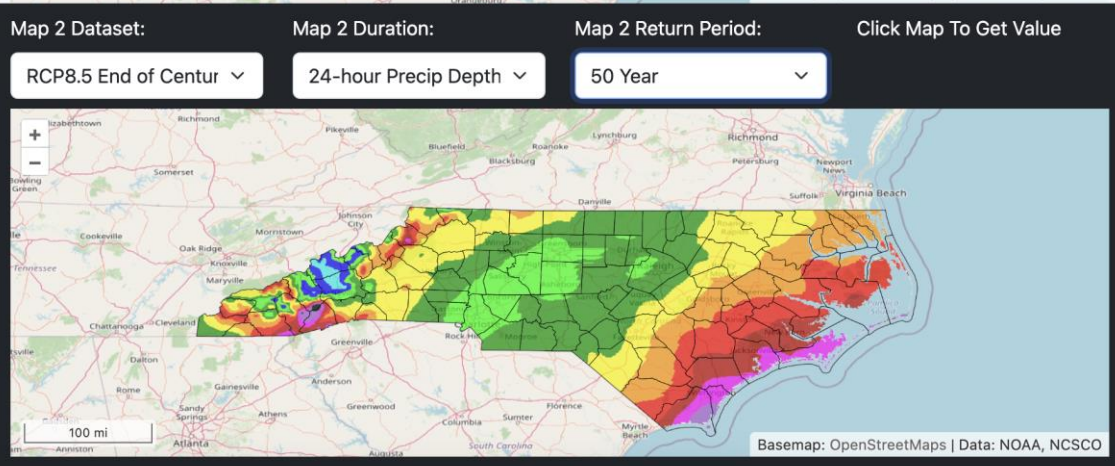 Map 2 Dataset:
Map 2 Duration:
Map 2 Return Period:
Click Map To Get Value
RCP8.5 End of Centur
24-hour Precip Depth
50 Year
+
−
Richmond
Pikeville
Lynchburg
Richmond
Bluefield
Roanoke
Blacksburg
Petersburg
Newport
News
Somerset
Bowling
Green
Virginia Beach
Suffolk
Danville
Johnson
City
Cookeville
Morristown
Oak Ridge
Knoxville
Tennessee
Maryville
Chattanooga
Cleveland
Greenville
Rock Hill
Dalton
Rome
Gainesville
Anderson
Greenwood
Florence
Sandy
Springs
Athens
Columbia
Sumter
Myrtle
Beach
100 mi
Anniston
Atlanta
Augusta
South Carolina
Basemap: OpenStreetMaps | Data: NOAA, NCSCO